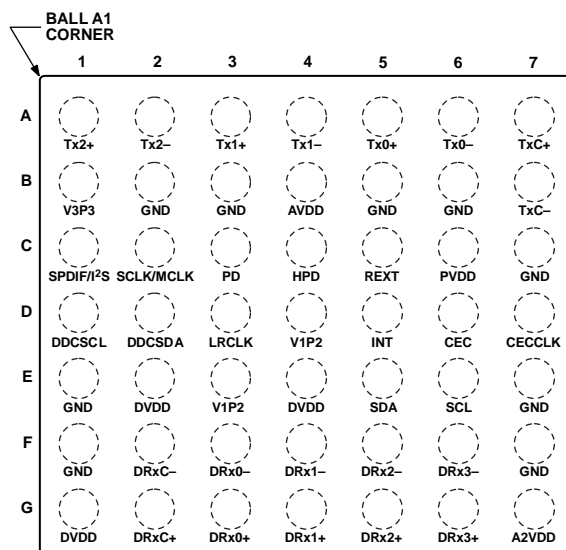 BALL A1
CORNER
1 2 3 4 5 6 7
A
Tx2+ Tx2– Tx1+ Tx1– Tx0+ Tx0– TxC+
B
V3P3 GND GND AVDD GND GND TxC–
C
SPDIF/I²S SCLK/MCLK PD HPD REXT PVDD GND
D
DDCSCL DDCSDA LRCLK V1P2 INT CEC CECCLK
E
GND DVDD V1P2 DVDD SDA SCL GND
F
GND DRxC– DRx0– DRx1– DRx2– DRx3– GND
G
DVDD DRxC+ DRx0+ DRx1+ DRx2+ DRx3+ A2VDD